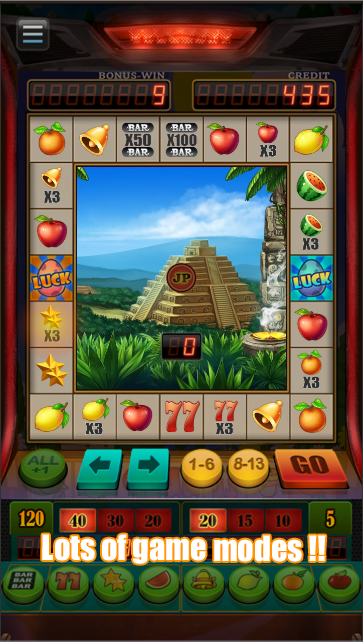 BONUS-WIN CREDIT
9 435
BAR X50 BAR BAR X100 BAR X3
X3 X3
LUCK JP LUCK
X3
0 X3
X3 77 77 X3
ALL +1 1-6 8-13 GO
120 40 30 20 20 15 10 5
Lots of game modes !!
BAR BAR BAR 77